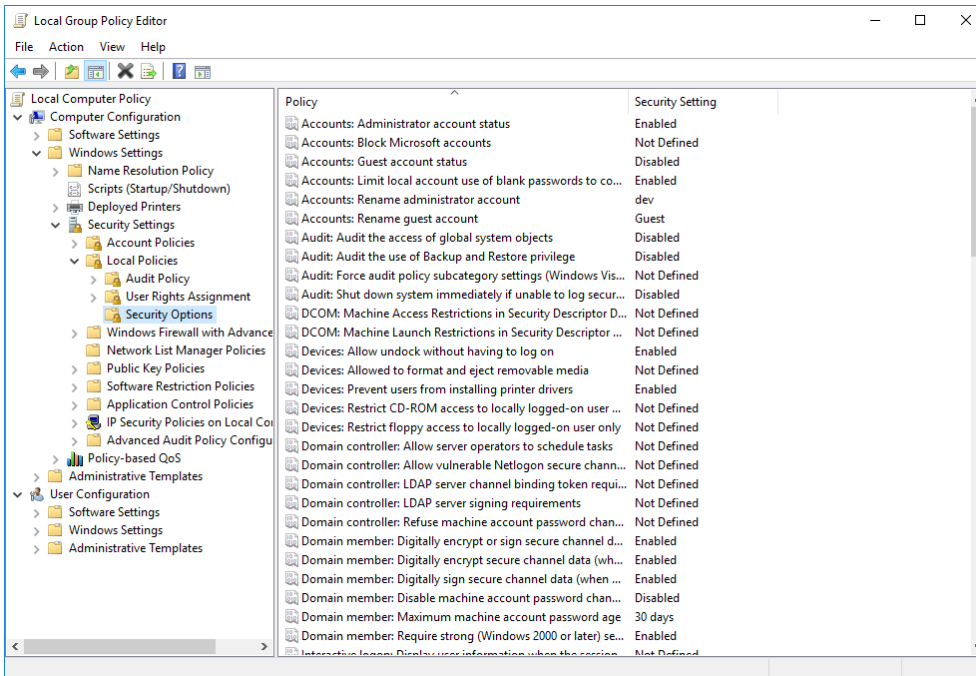 Local Group Policy Editor
File Action View Help
Local Computer Policy
Computer Configuration
Software Settings
Windows Settings
Name Resolution Policy
Scripts (Startup/Shutdown)
Deployed Printers
Security Settings
Account Policies
Local Policies
Audit Policy
User Rights Assignment
Security Options
Windows Firewall with Advance
Network List Manager Policies
Public Key Policies
Software Restriction Policies
Application Control Policies
IP Security Policies on Local Co
Advanced Audit Policy Configu
Policy-based QoS
Administrative Templates
User Configuration
Software Settings
Windows Settings
Administrative Templates
Policy Security Setting
Accounts: Administrator account status Enabled
Accounts: Block Microsoft accounts Not Defined
Accounts: Guest account status Disabled
Accounts: Limit local account use of blank passwords to co... Enabled
Accounts: Rename administrator account dev
Accounts: Rename guest account Guest
Audit: Audit the access of global system objects Disabled
Audit: Audit the use of Backup and Restore privilege Disabled
Audit: Force audit policy subcategory settings (Windows Vis... Not Defined
Audit: Shut down system immediately if unable to log secur... Disabled
DCOM: Machine Access Restrictions in Security Descriptor D... Not Defined
DCOM: Machine Launch Restrictions in Security Descriptor ... Not Defined
Devices: Allow undock without having to log on Enabled
Devices: Allowed to format and eject removable media Not Defined
Devices: Prevent users from installing printer drivers Enabled
Devices: Restrict CD-ROM access to locally logged-on user ... Not Defined
Devices: Restrict floppy access to locally logged-on user only Not Defined
Domain controller: Allow server operators to schedule tasks Not Defined
Domain controller: Allow vulnerable Netlogon secure chann... Not Defined
Domain controller: LDAP server channel binding token requi... Not Defined
Domain controller: LDAP server signing requirements Not Defined
Domain controller: Refuse machine account password chan... Not Defined
Domain member: Digitally encrypt or sign secure channel d... Enabled
Domain member: Digitally encrypt secure channel data (wh... Enabled
Domain member: Digitally sign secure channel data (when ... Enabled
Domain member: Disable machine account password chan... Disabled
Domain member: Maximum machine account password age 30 days
Domain member: Require strong (Windows 2000 or later) se... Enabled
Interactive logon: Display user information when the session Not Defined